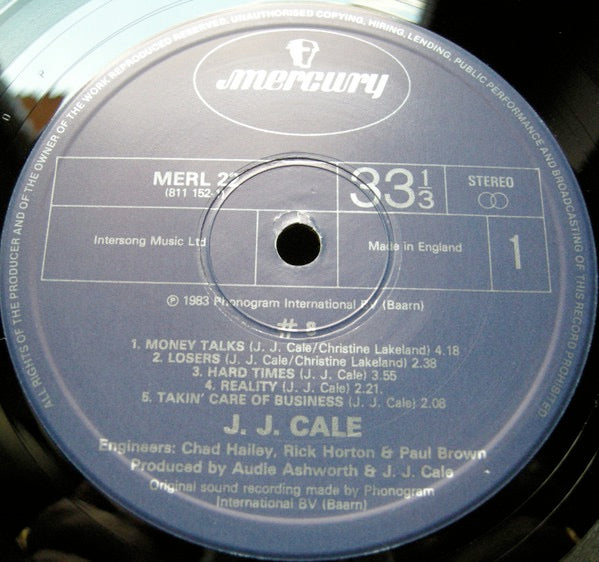 ALL RIGHTS OF THE PRODUCER AND OF THE OWNER OF THE WORK REPRODUCED RESERVED. UNAUTHORISED COPYING, HIRING, LENDING, PUBLIC PERFORMANCE AND BROADCASTING OF THIS RECORD PROHIBITED
mercury
MERL
(811 152
33 1/3
STEREO
Intersong Music Ltd
Made in England
1
Ⓟ 1983 Phonogram International BV (Baarn)
# 8
1. MONEY TALKS (J. J. Cale/Christine Lakeland) 4.18
2. LOSERS (J. J. Cale/Christine Lakeland) 2.38
3. HARD TIMES (J. J. Cale) 3.55
4. REALITY (J. J. Cale) 2.21.
5. TAKIN' CARE OF BUSINESS (J. J. Cale) 2.08
J. J. CALE
Engineers: Chad Hailey, Rick Horton & Paul Brown
Produced by Audie Ashworth & J. J. Cale
Original sound recording made by Phonogram
International BV (Baarn)